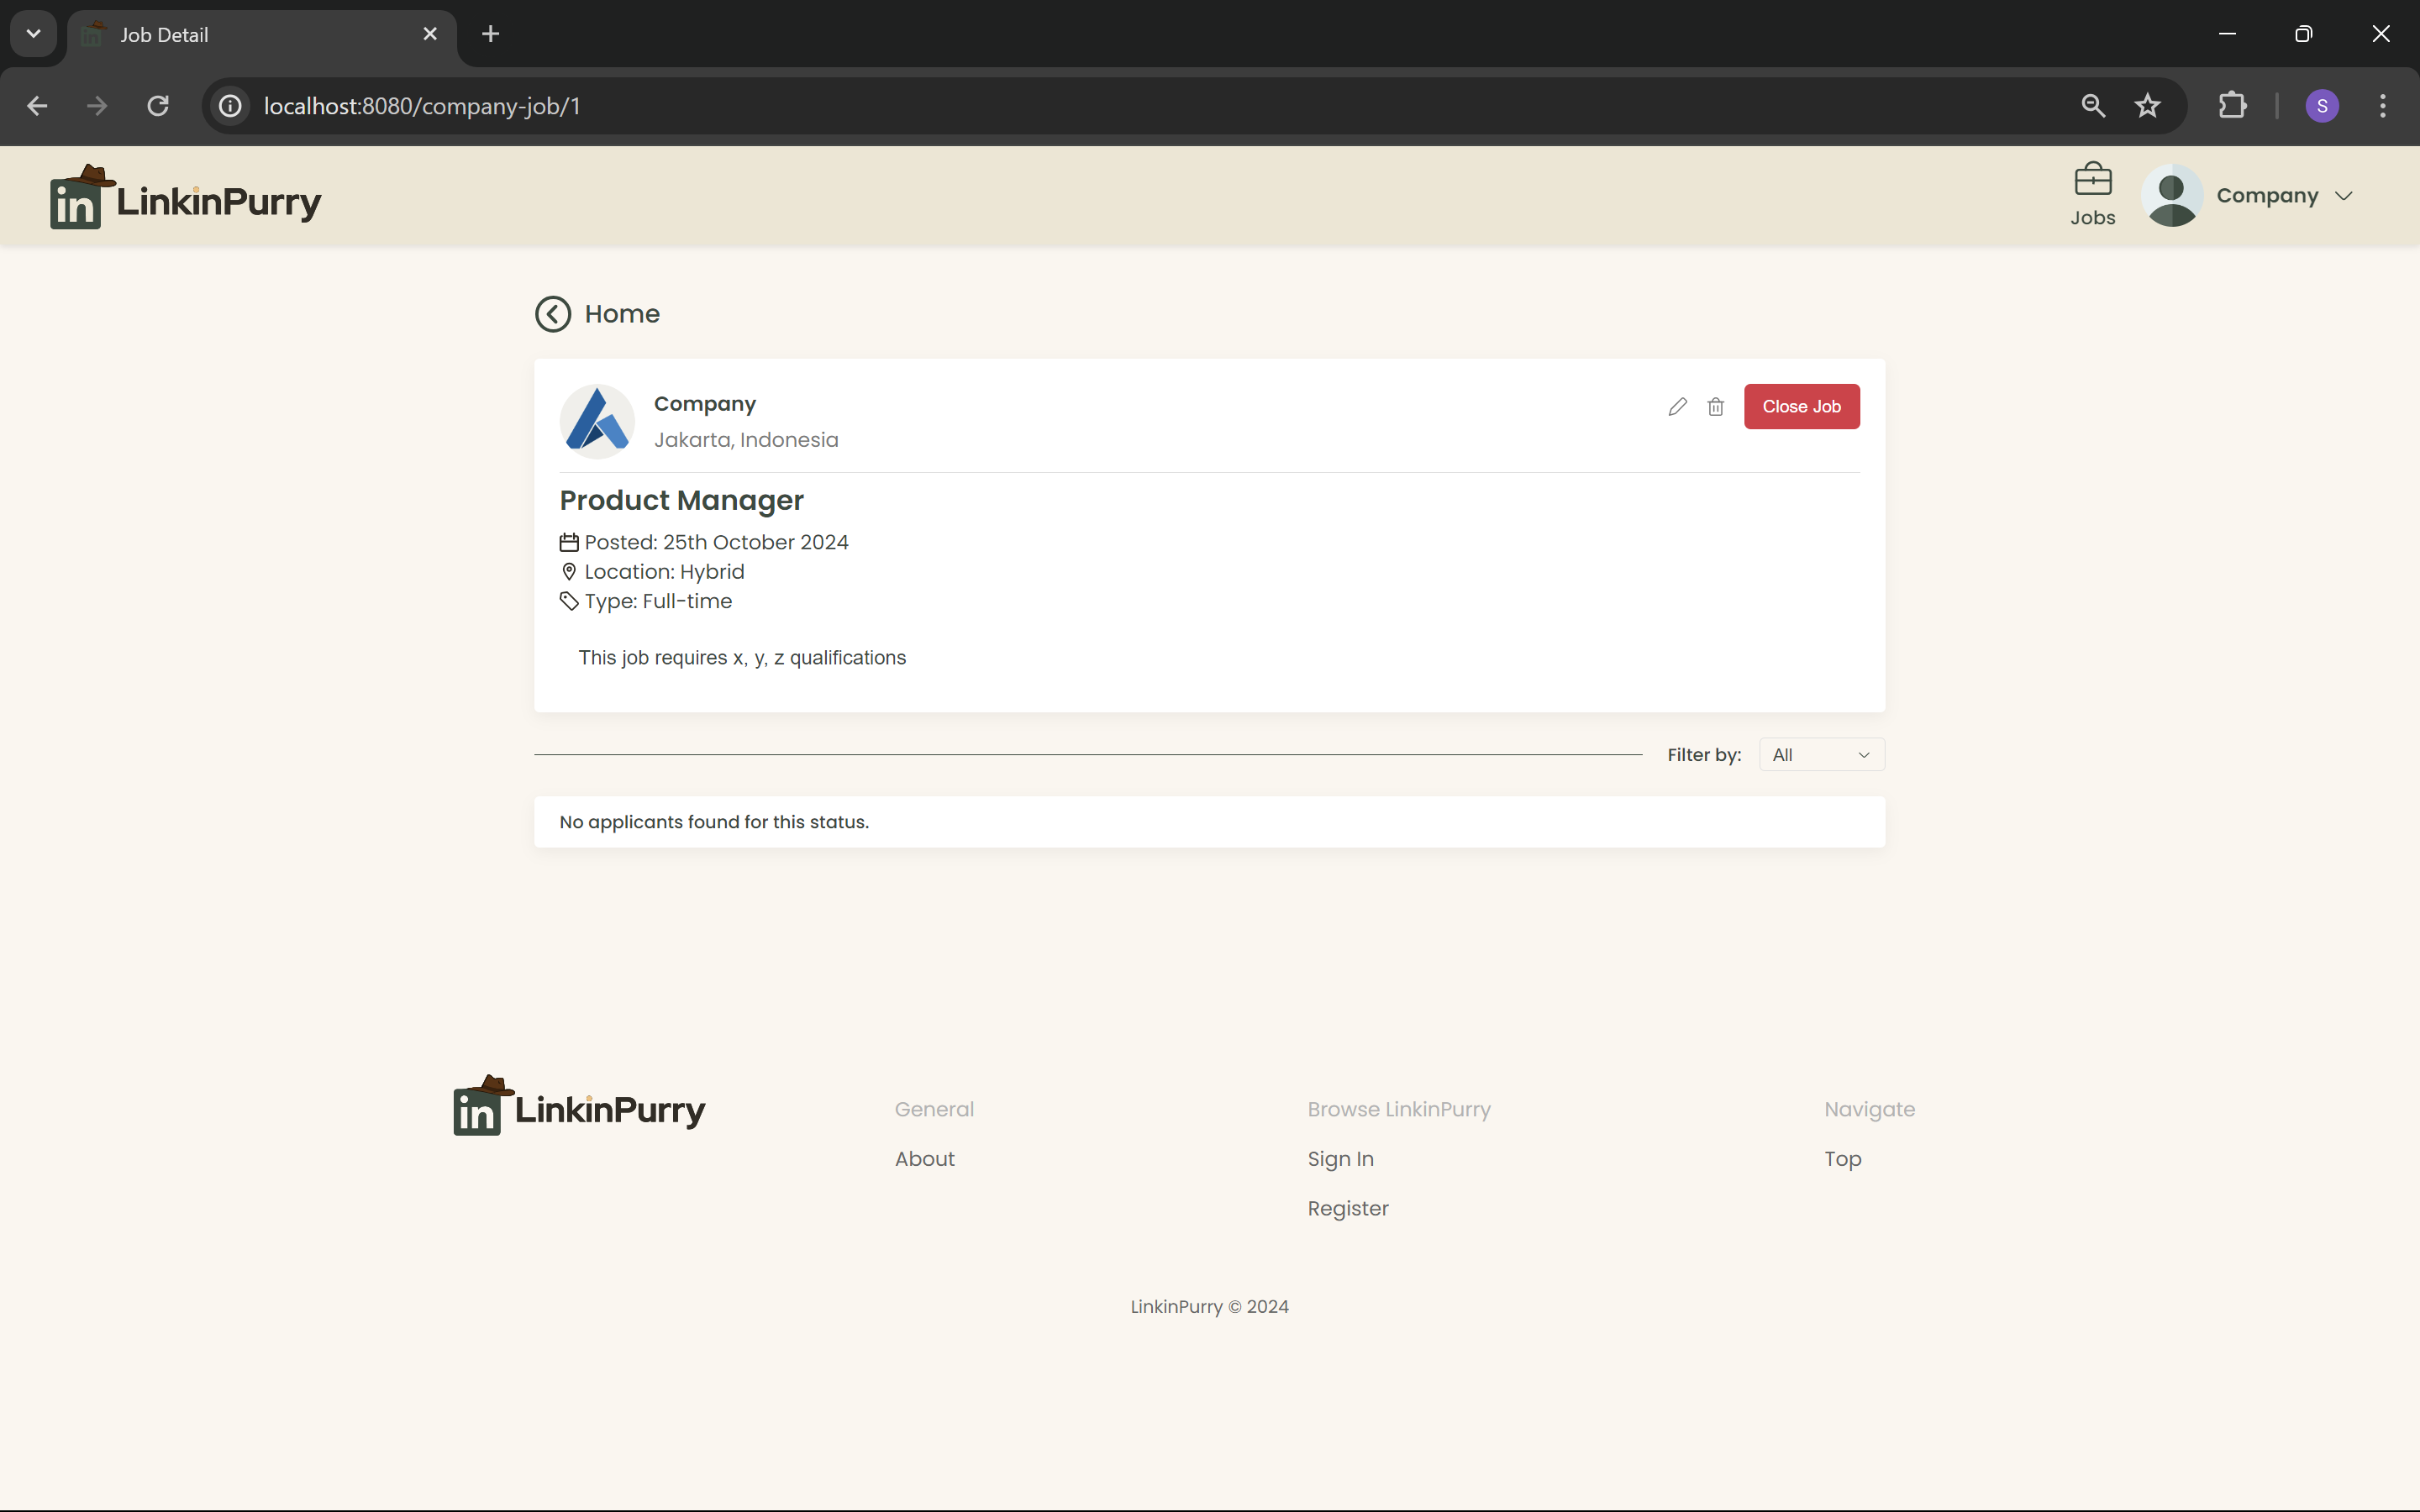 Job Detail
localhost:8080/company-job/1
S
in LinkinPurry
Jobs
Company
Home
Company
Jakarta, Indonesia
Close Job
Product Manager
Posted: 25th October 2024
Location: Hybrid
Type: Full-time
This job requires x, y, z qualifications
Filter by:
All
No applicants found for this status.
in LinkinPurry
General
About
Browse LinkinPurry
Sign In
Register
Navigate
Top
LinkinPurry © 2024